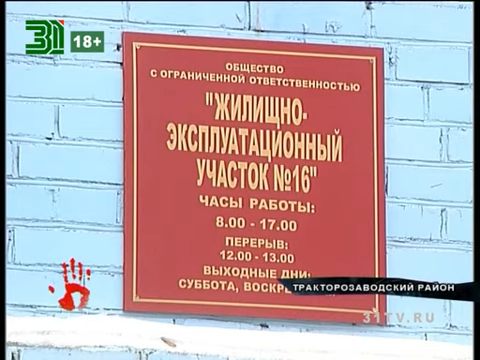 31
18+
ОБЩЕСТВО
С ОГРАНИЧЕННОЙ ОТВЕТСТВЕННОСТЬЮ
"ЖИЛИЩНО-
ЭКСПЛУАТАЦИОННЫЙ
УЧАСТОК №16"
ЧАСЫ РАБОТЫ:
8.00 - 17.00
ПЕРЕРЫВ:
12.00 - 13.00
ВЫХОДНЫЕ ДНИ:
СУББОТА,
ТРАКТОРОЗАВОДСКИЙ РАЙОН
31TV.RU